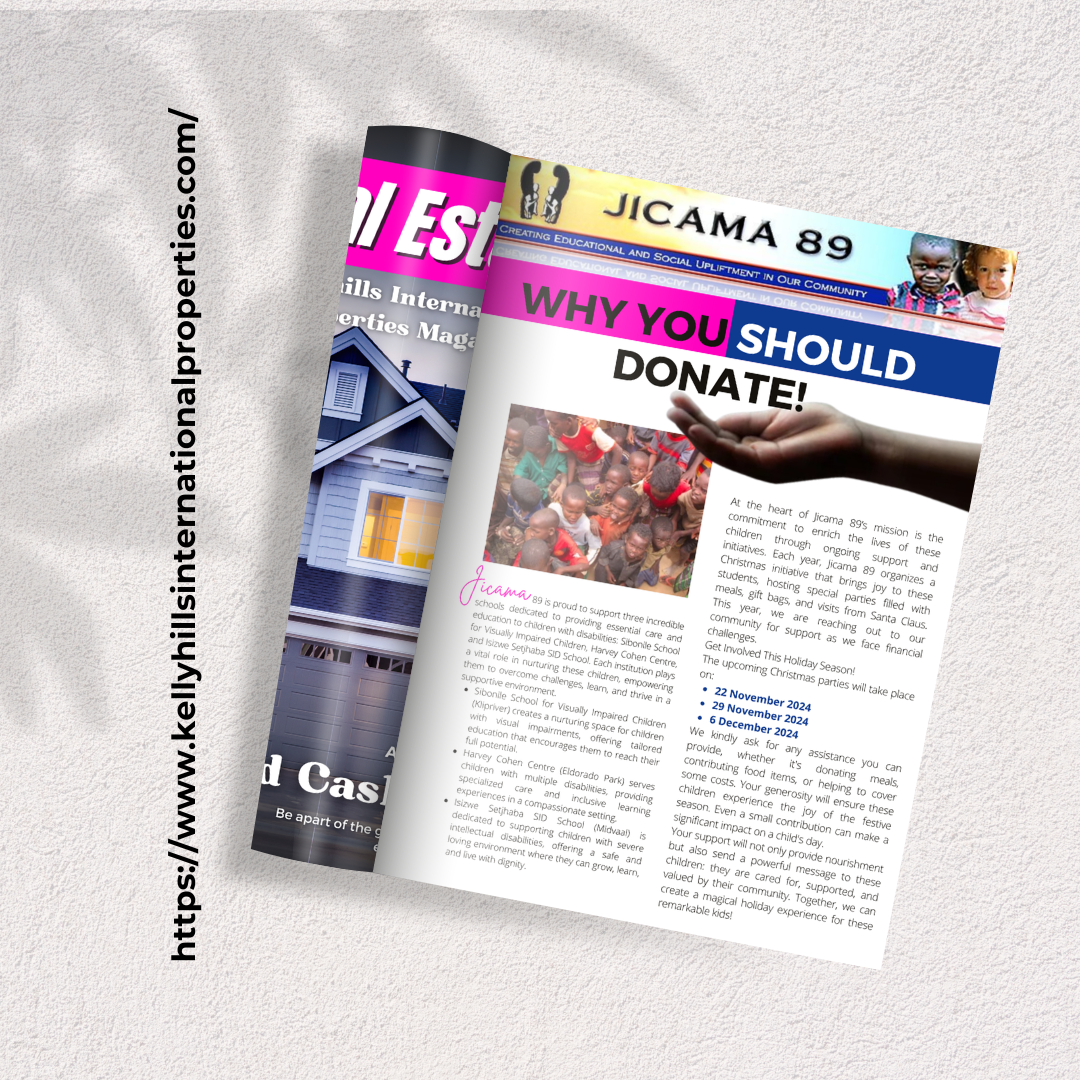 https://www.kellyhillsinternationalproperties.com/
al Est
hills Interna
perties Maga
d Cash
Be apart of the g
JICAMA 89
CREATING EDUCATIONAL AND SOCIAL UPLIFTMENT IN OUR COMMUNITY
WHY YOU SHOULD
DONATE!
Jicama 89 is proud to support three incredible
schools dedicated to providing essential care and
education to children with disabilities: Sibonile School
for Visually Impaired Children, Harvey Cohen Centre,
and Isizwe Setjhaba SID School. Each institution plays
a vital role in nurturing these children, empowering
them to overcome challenges, learn, and thrive in a
supportive environment.
• Sibonile School for Visually Impaired Children
(Klipriver) creates a nurturing space for children
with visual impairments, offering tailored
education that encourages them to reach their
full potential.
• Harvey Cohen Centre (Eldorado Park) serves
children with multiple disabilities, providing
specialized care and inclusive learning
experiences in a compassionate setting.
• Isizwe Setjhaba SID School (Midvaal) is
dedicated to supporting children with severe
intellectual disabilities, offering a safe and
loving environment where they can grow, learn,
and live with dignity.
At the heart of Jicama 89's mission is the
commitment to enrich the lives of these
children through ongoing support and
initiatives. Each year, Jicama 89 organizes a
Christmas initiative that brings joy to these
students, hosting special parties filled with
meals, gift bags, and visits from Santa Claus.
This year, we are reaching out to our
community for support as we face financial
challenges.
Get Involved This Holiday Season!
The upcoming Christmas parties will take place
on:
• 22 November 2024
• 29 November 2024
• 6 December 2024
We kindly ask for any assistance you can
provide, whether it's donating meals,
contributing food items, or helping to cover
some costs. Your generosity will ensure these
children experience the joy of the festive
season. Even a small contribution can make a
significant impact on a child's day.
Your support will not only provide nourishment
but also send a powerful message to these
children: they are cared for, supported, and
valued by their community. Together, we can
create a magical holiday experience for these
remarkable kids!